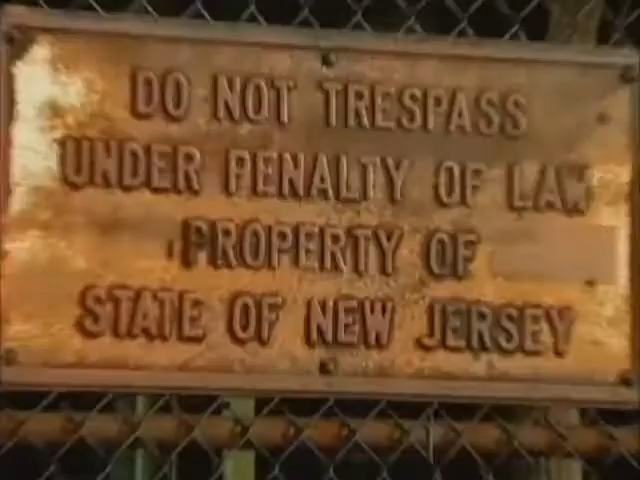 DO NOT TRESPASS
UNDER PENALTY OF LAW
PROPERTY OF
STATE OF NEW JERSEY